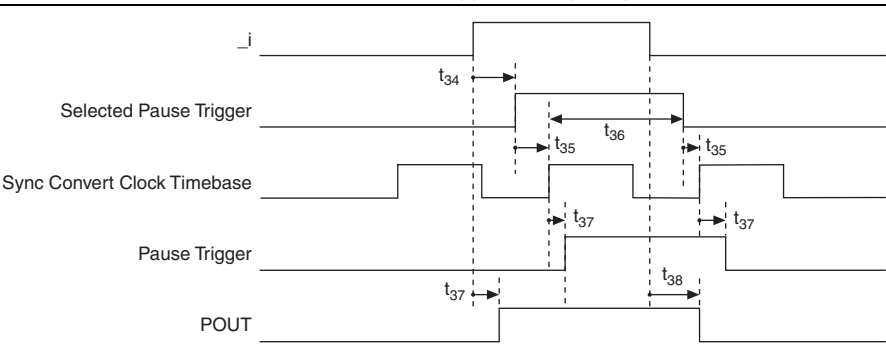 _i
t34
Selected Pause Trigger
t36
t35
t35
Sync Convert Clock Timebase
t37
t37
Pause Trigger
t37
t38
POUT